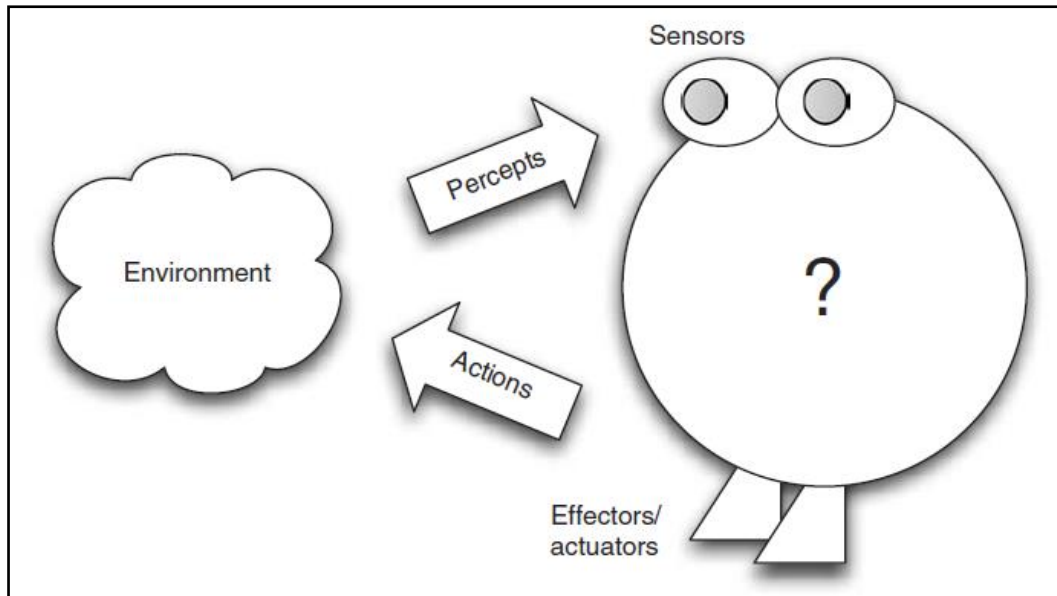 Sensors
Percepts
Environment
?
Actions
Effectors/
actuators